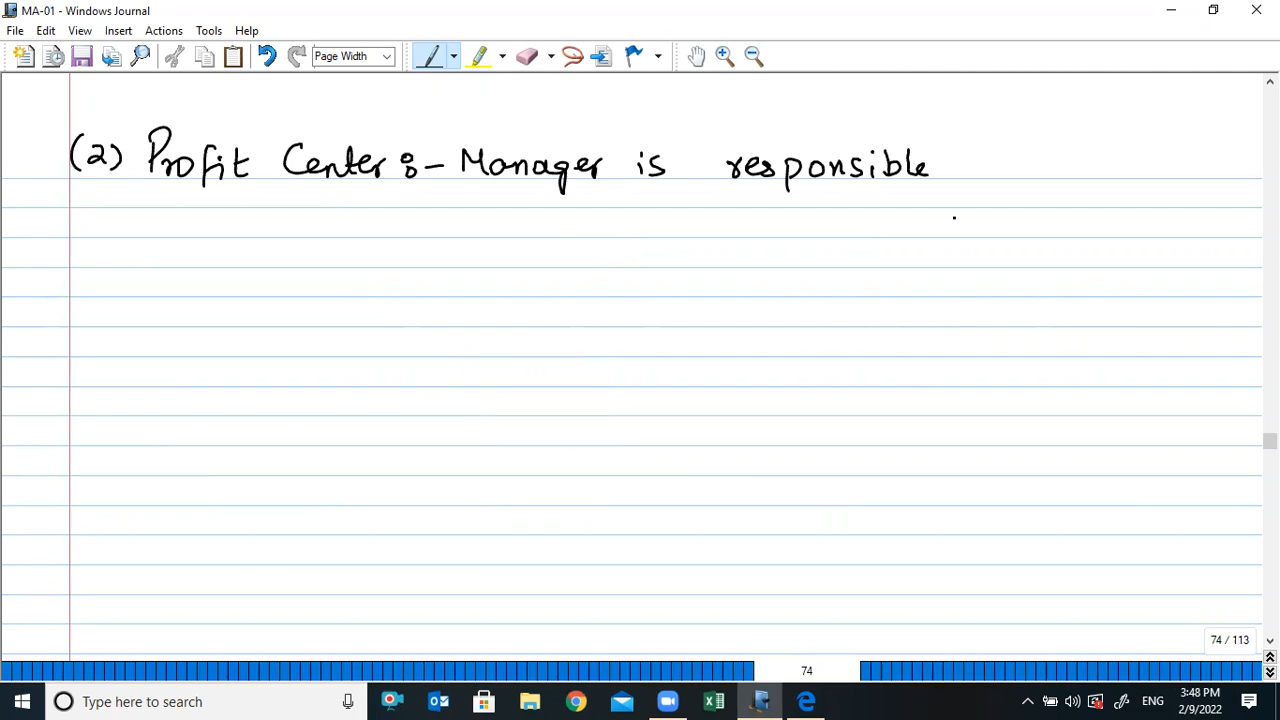 MA-01 - Windows Journal
File Edit View Insert Actions Tools Help
Page Width
(2) Profit Center :- Manager is responsible
74 / 113
74
Type here to search
ENG
3:48 PM
2/9/2022